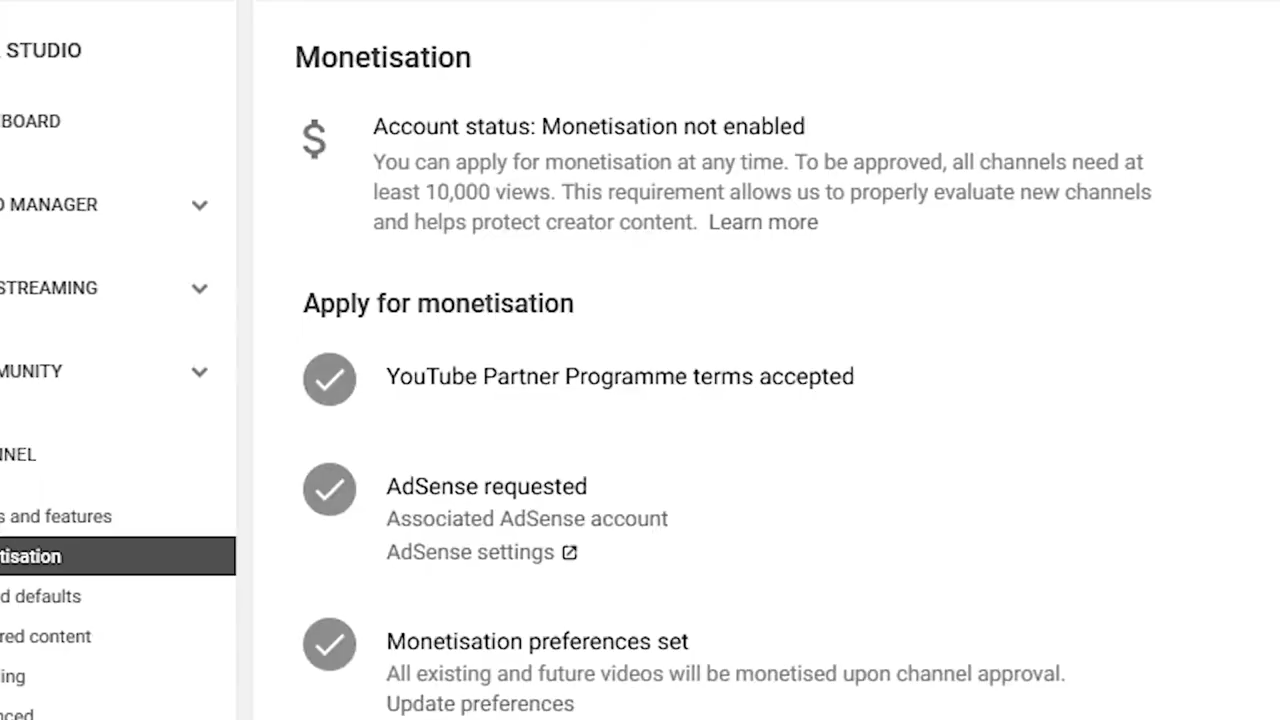 STUDIO
Monetisation
BOARD
Account status: Monetisation not enabled
You can apply for monetisation at any time. To be approved, all channels need at
least 10,000 views. This requirement allows us to properly evaluate new channels
and helps protect creator content. Learn more
MANAGER
STREAMING
Apply for monetisation
MUNITY
YouTube Partner Programme terms accepted
NNEL
AdSense requested
Associated AdSense account
AdSense settings
s and features
tisation
d defaults
red content
ing
nced
Monetisation preferences set
All existing and future videos will be monetised upon channel approval.
Update preferences